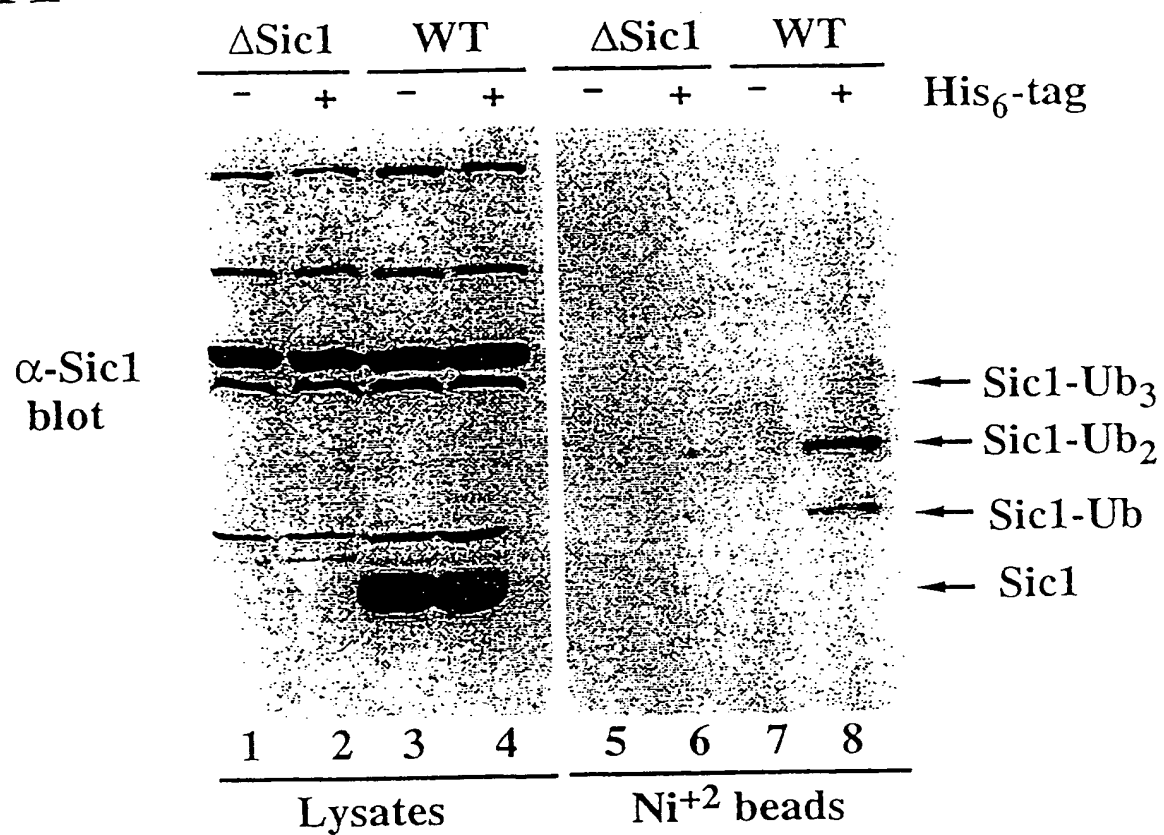 ΔSic1 WT ΔSic1 WT
- + - + - + - + His6-tag
α-Sic1
blot
Sic1-Ub3
Sic1-Ub2
Sic1-Ub
Sic1
1 2 3 4 5 6 7 8
Lysates Ni+2 beads